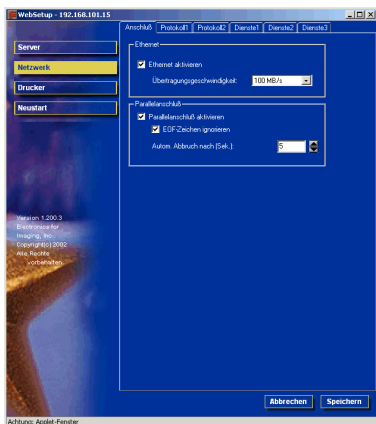 WebSetup - 192.168.101.15
Anschluß Protokoll1 Protokoll2 Dienste1 Dienste2 Dienste3
Server
Netzwerk
Drucker
Neustart
Ethernet
Ethernet aktivieren
Übertragungsgeschwindigkeit: 100 MB/s
Parallelanschluß
Parallelanschluß aktivieren
EOF-Zeichen ignorieren
Autom. Abbruch nach (Sek.): 5
Version 1.200.3
Electronics for
Imaging, Inc.
Copyright(c)2002
Alle Rechte
vorbehalten.
Abbrechen Speichern
Achtung: Applet-Fenster